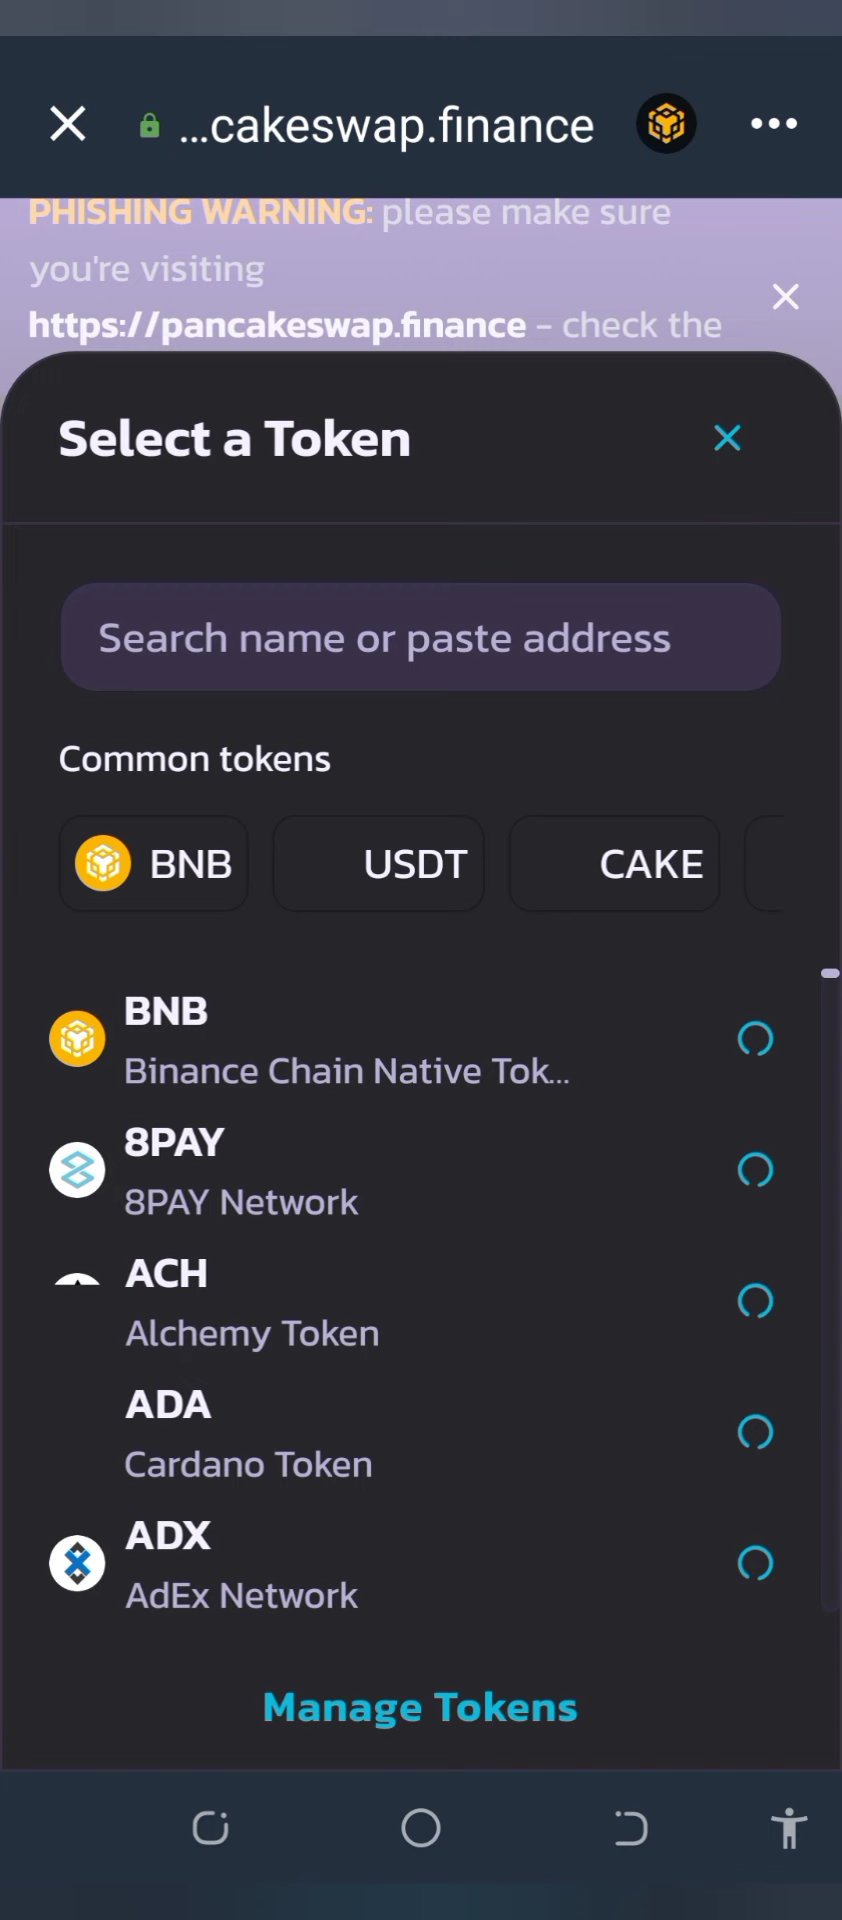 ...cakeswap.finance
PHISHING WARNING: please make sure
you're visiting
https://pancakeswap.finance - check the
Select a Token
Search name or paste address
Common tokens
BNB USDT CAKE
BNB
Binance Chain Native Tok...
8PAY
8PAY Network
ACH
Alchemy Token
ADA
Cardano Token
ADX
AdEx Network
Manage Tokens